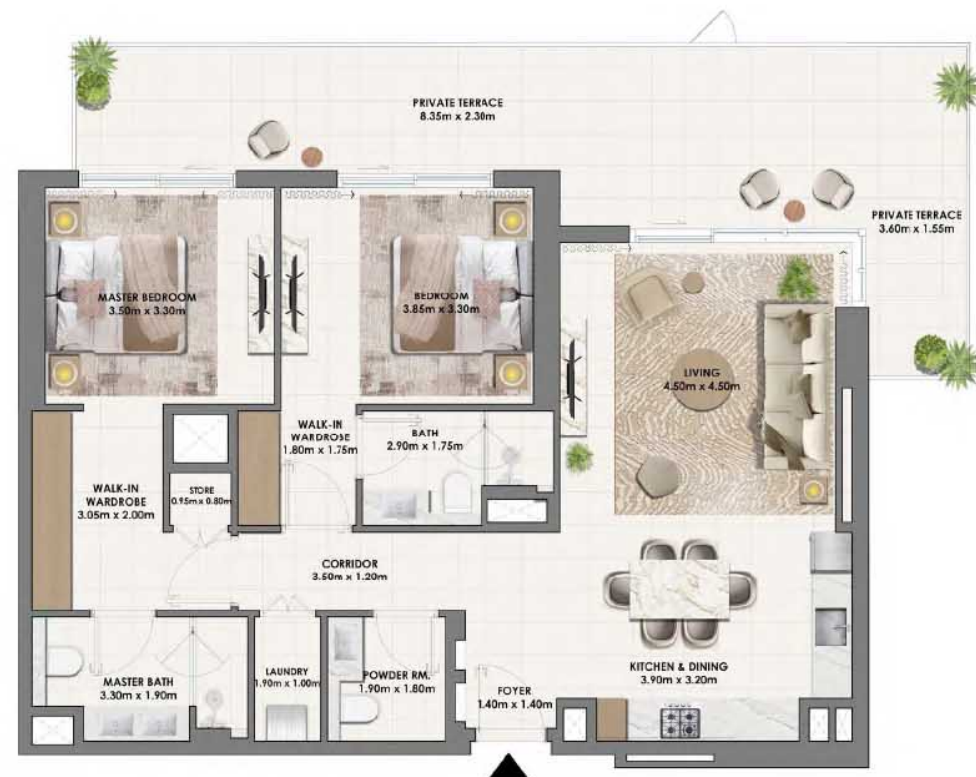 PRIVATE TERRACE
8.35m x 2.30m
PRIVATE TERRACE
3.60m x 1.55m
MASTER BEDROOM
3.50m x 3.30m
BEDROOM
3.85m x 3.30m
LIVING
4.50m x 4.50m
WALK-IN
WARDROBE
1.80m x 1.75m
BATH
2.90m x 1.75m
WALK-IN
WARDROBE
3.05m x 2.00m
STORE
0.95m x 0.80m
CORRIDOR
3.50m x 1.20m
KITCHEN & DINING
3.90m x 3.20m
MASTER BATH
3.30m x 1.90m
LAUNDRY
1.90m x 1.00m
POWDER RM.
1.90m x 1.80m
FOYER
1.40m x 1.40m